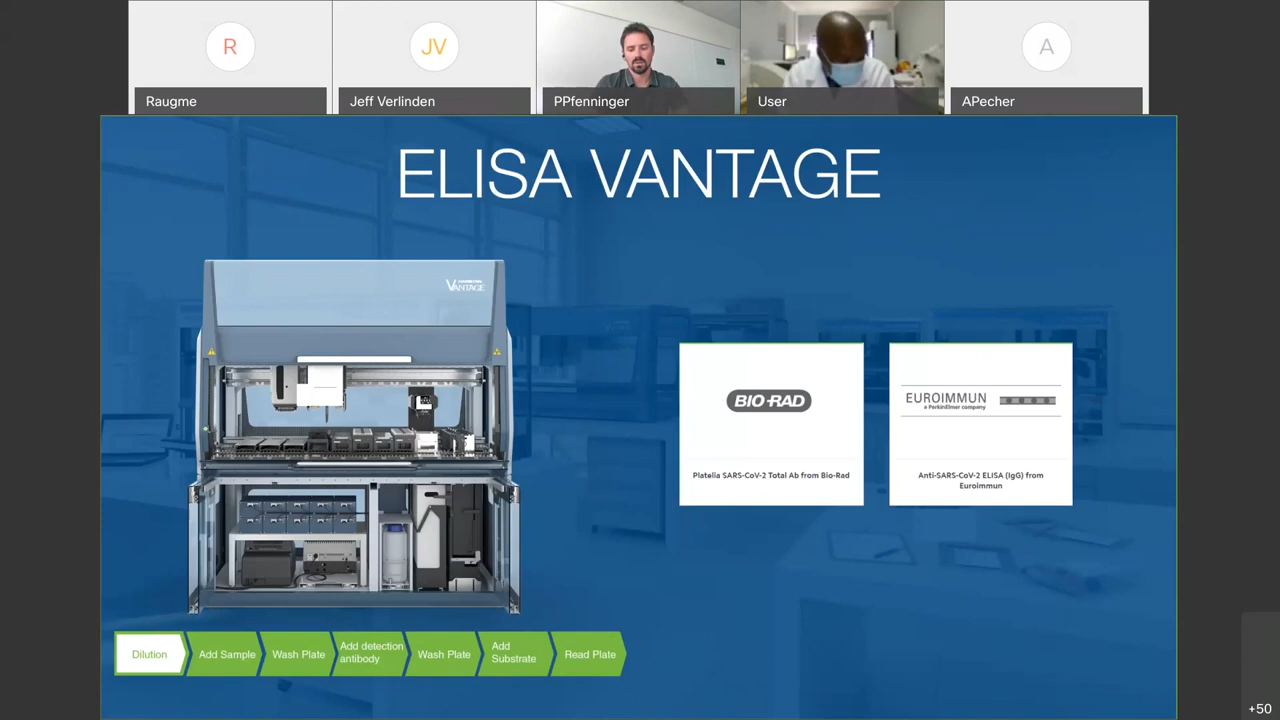 R
JV
A
Raugme
Jeff Verlinden
PPfenninger
User
APecher
ELISA VANTAGE
VANTAGE
BIO-RAD
EUROIMMUN
a PerkinElmer company
Platelia SARS-CoV-2 Total Ab from Bio-Rad
Anti-SARS-CoV-2 ELISA (IgG) from
Euroimmun
Dilution
Add Sample
Wash Plate
Add detection
antibody
Wash Plate
Add
Substrate
Read Plate
+50